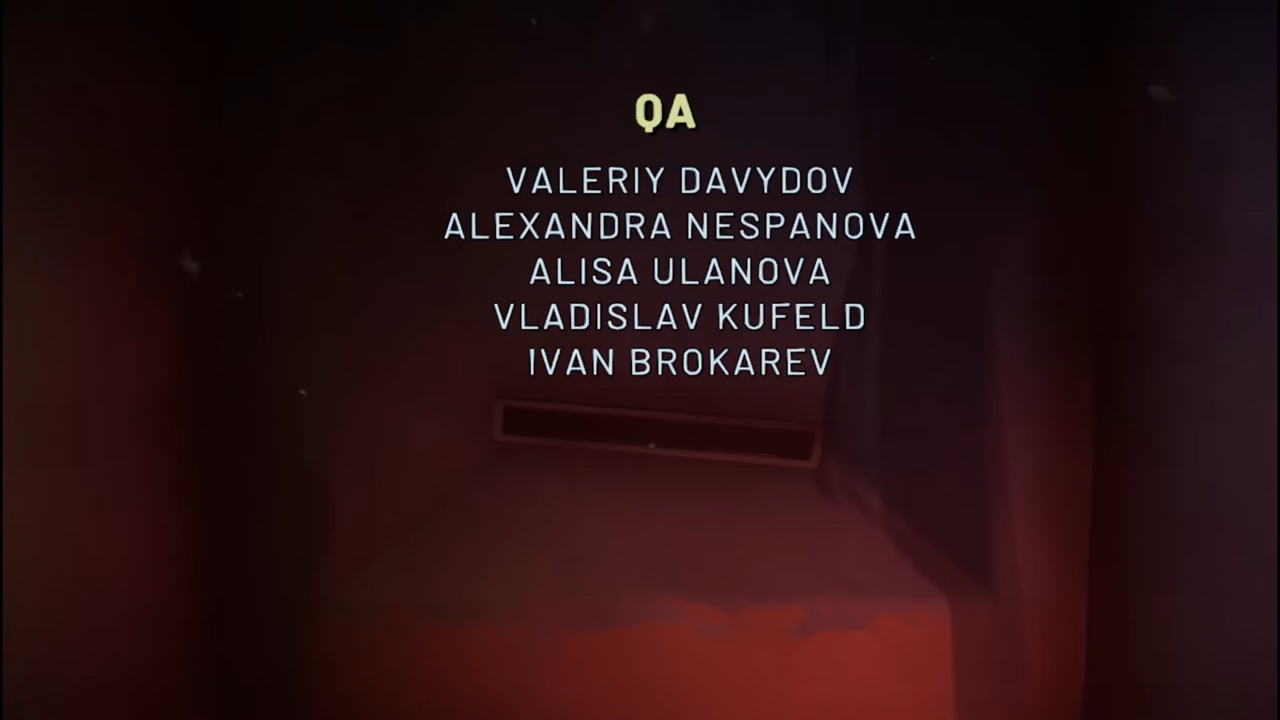 QA
VALERIY DAVYDOV
ALEXANDRA NESPANOVA
ALISA ULANOVA
VLADISLAV KUFELD
IVAN BROKAREV